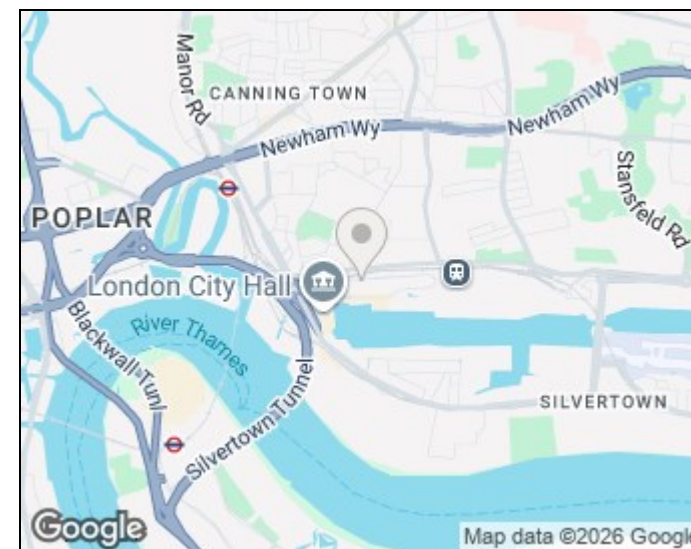 Manor Rd
CANNING TOWN
Newham Wy
Newham Wy
Stansfeld Rd
POPLAR
London City Hall
River Thames
Blackwall Tunl
Silvertown Tunnel
SILVERTOWN
Google
Map data ©2026 Google